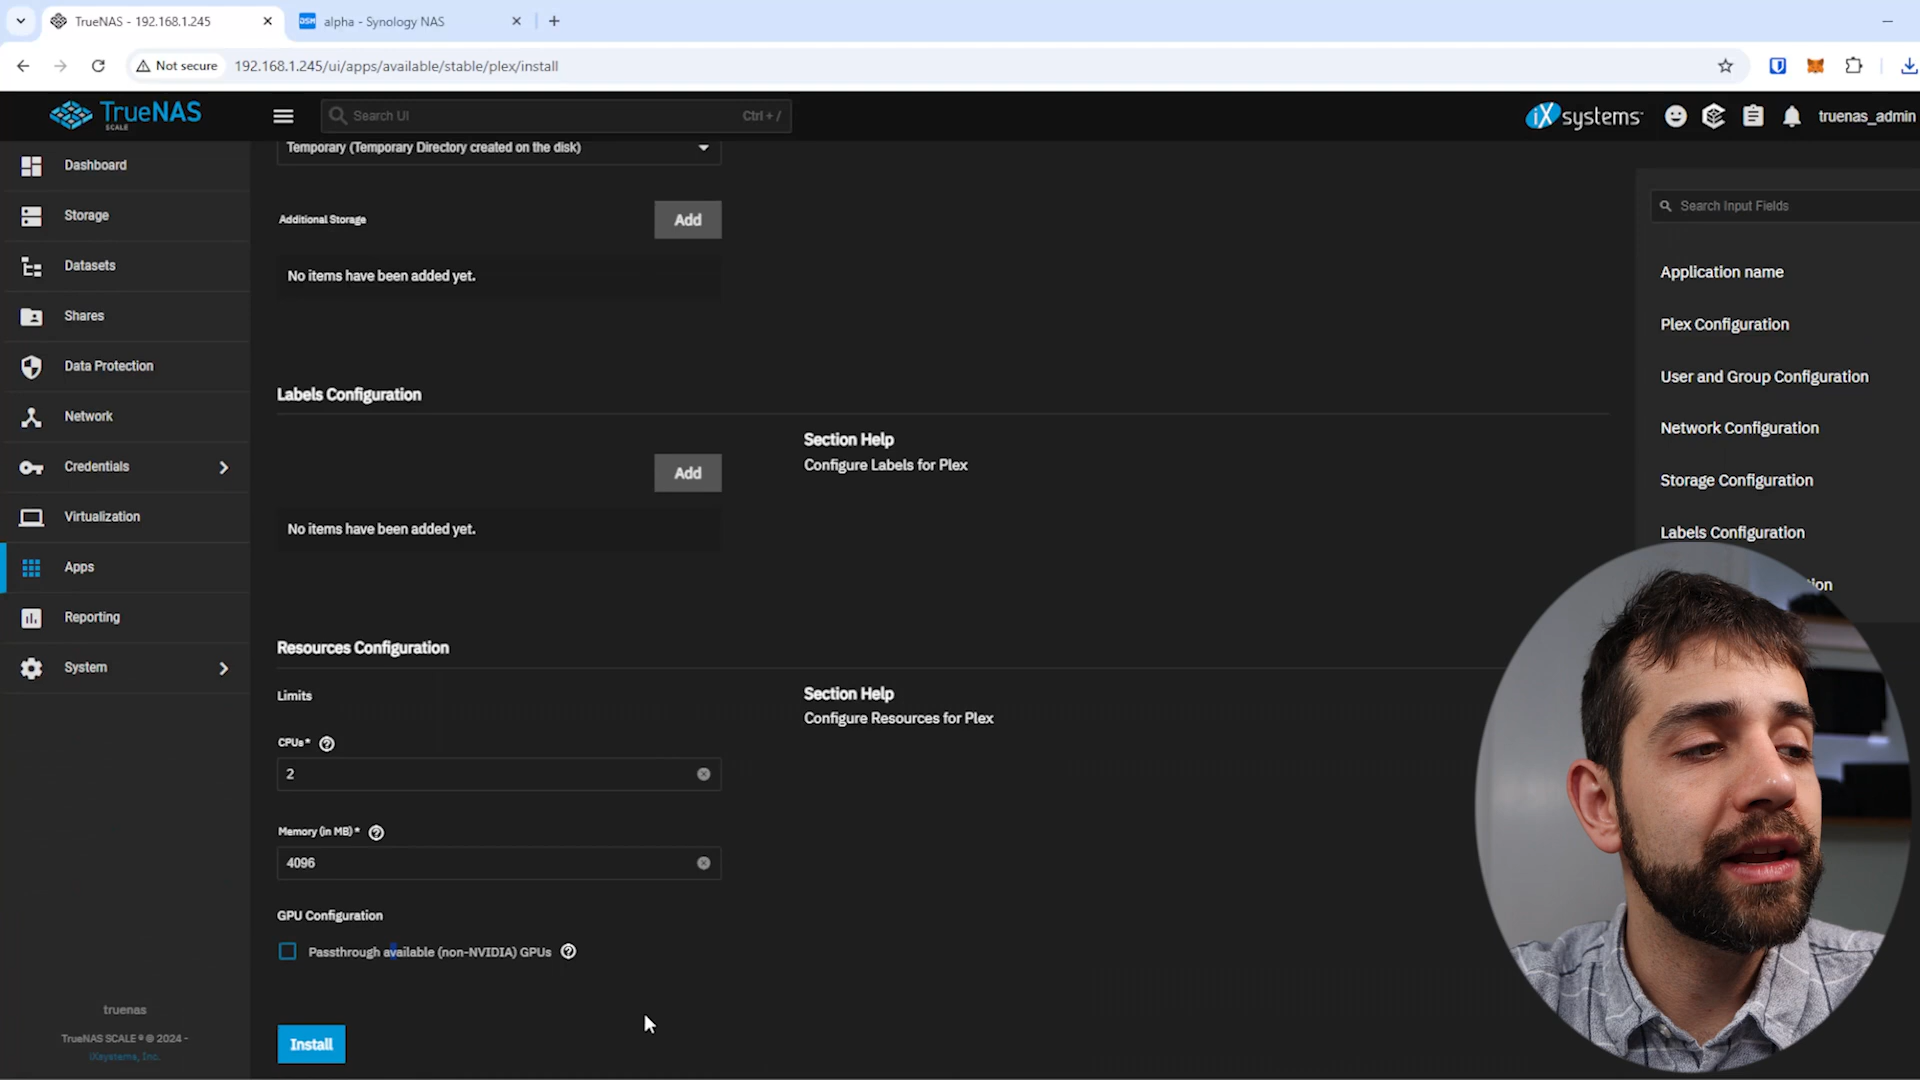 TrueNAS - 192.168.1.245
DSM
alpha - Synology NAS
Not secure
192.168.1.245/ui/apps/available/stable/plex/install
TrueNAS
SCALE
Search UI
Ctrl + /
iXsystems
truenas_admin
Dashboard
Storage
Datasets
Shares
Data Protection
Network
Credentials
Virtualization
Apps
Reporting
System
truenas
TrueNAS SCALE ® © 2024 -
iXsystems, Inc.
Temporary (Temporary Directory created on the disk)
Additional Storage
Add
No items have been added yet.
Labels Configuration
Section Help
Configure Labels for Plex
Add
No items have been added yet.
Resources Configuration
Limits
Section Help
Configure Resources for Plex
CPUs*
2
Memory (in MB)*
4096
GPU Configuration
Passthrough available (non-NVIDIA) GPUs
Install
Search Input Fields
Application name
Plex Configuration
User and Group Configuration
Network Configuration
Storage Configuration
Labels Configuration